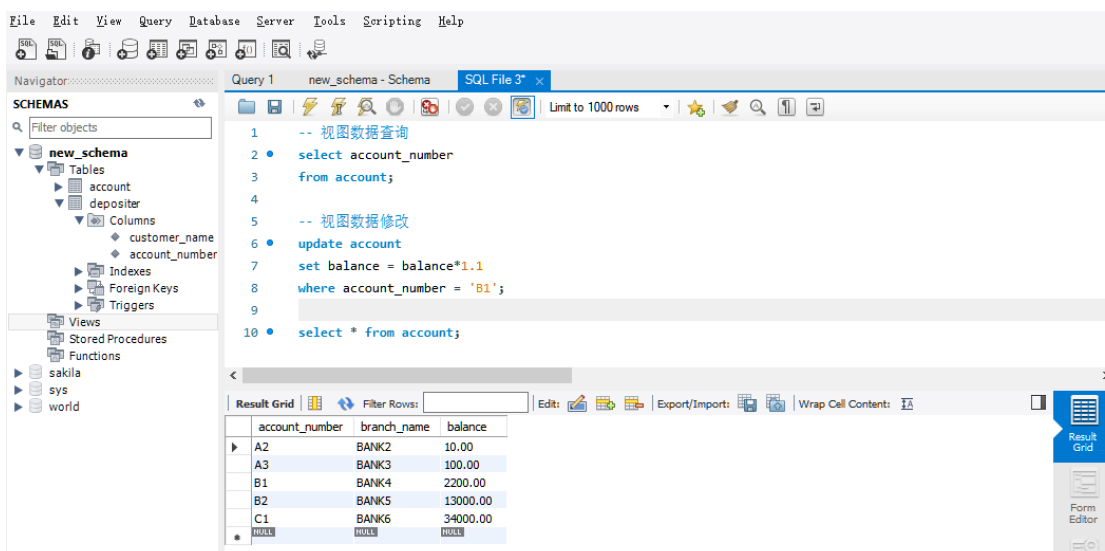 File Edit View Query Database Server Tools Scripting Help
Navigator
Query 1 new_schema - Schema SQL File 3* ×
SCHEMAS
Filter objects
new_schema
Tables
account
depositer
Columns
customer_name
account_number
Indexes
Foreign Keys
Triggers
Views
Stored Procedures
Functions
sakila
sys
world
Limit to 1000 rows
1 -- 视图数据查询
2 select account_number
3 from account;
4
5 -- 视图数据修改
6 update account
7 set balance = balance*1.1
8 where account_number = 'B1';
9
10 select * from account;
Result Grid Filter Rows: Edit: Export/Import: Wrap Cell Content:
account_number branch_name balance
A2 BANK2 10.00
A3 BANK3 100.00
B1 BANK4 2200.00
B2 BANK5 13000.00
C1 BANK6 34000.00
NULL NULL NULL
Result
Grid
Form
Editor